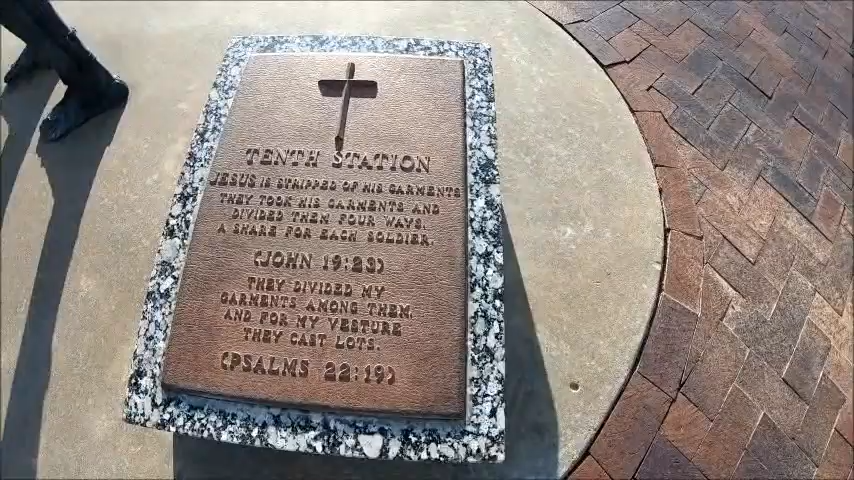 TENTH STATION
JESUS IS STRIPPED OF HIS GARMENTS
THEY TOOK HIS GARMENTS AND
DIVIDED THEM FOUR WAYS,
A SHARE FOR EACH SOLDIER.
(JOHN 19:23)
THEY DIVIDED MY
GARMENTS AMONG THEM,
AND FOR MY VESTURE
THEY CAST LOTS.
(PSALMS 22:19)